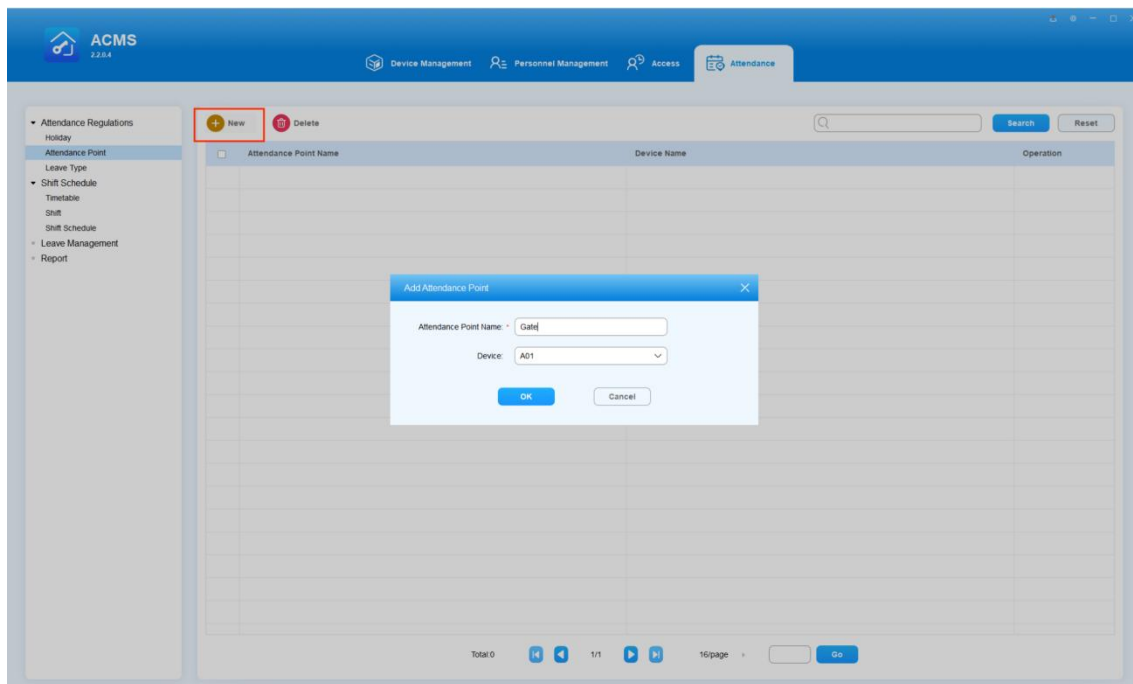 ACMS
2.2.0.4
Device Management
Personnel Management
Access
Attendance
Attendance Regulations
Holiday
Attendance Point
Leave Type
Shift Schedule
Timetable
Shift
Shift Schedule
Leave Management
Report
New
Delete
Search
Reset
Attendance Point Name
Device Name
Operation
Add Attendance Point
Attendance Point Name: *
Gate
Device:
A01
OK
Cancel
Total:0
1/1
16/page
Go